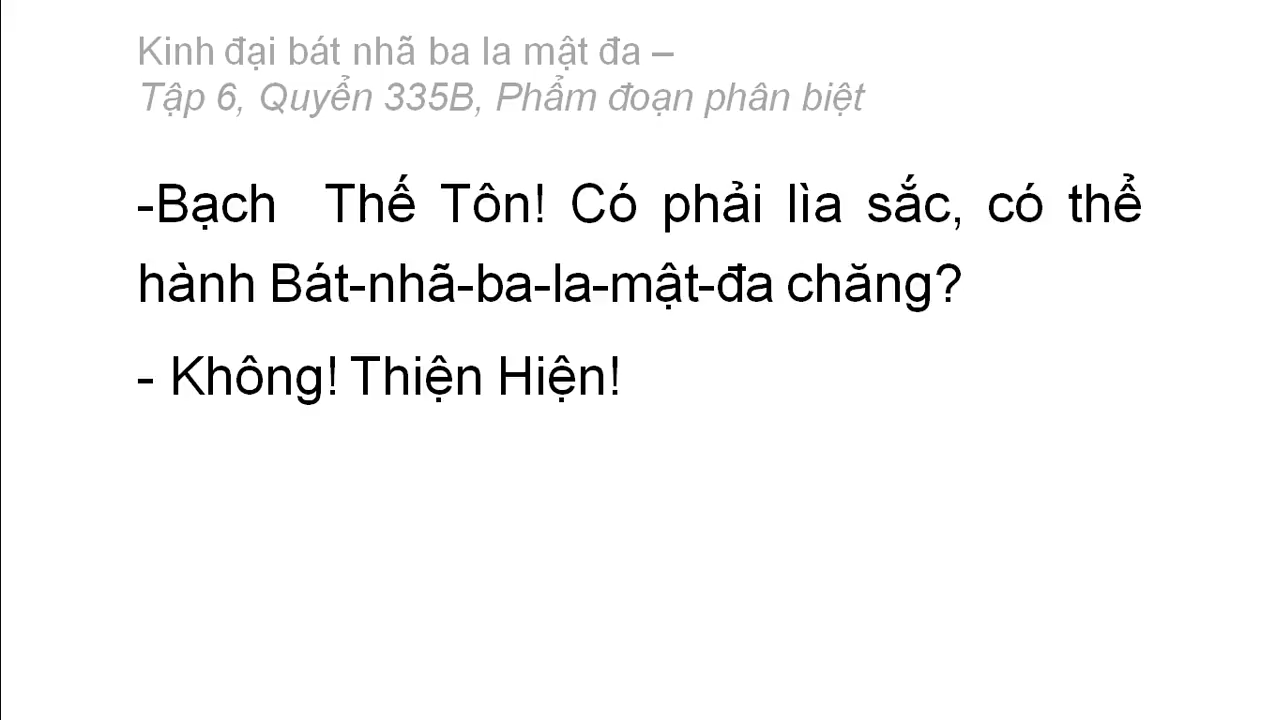 Kinh đại bát nhã ba la mật đa –
Tập 6, Quyển 335B, Phẩm đoạn phân biệt
-Bạch Thế Tôn! Có phải lìa sắc, có thể
hành Bát-nhã-ba-la-mật-đa chăng?
- Không! Thiện Hiện!